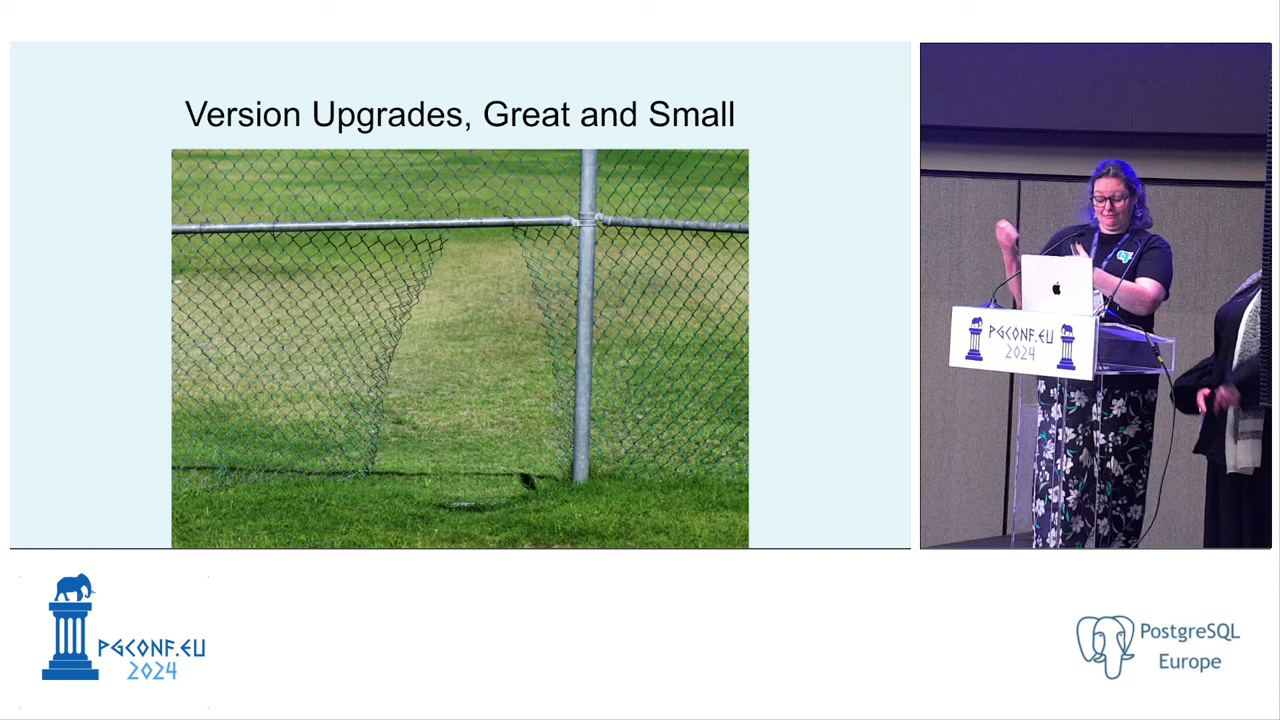 Version Upgrades, Great and Small
PGCONF.EU
2024
PGCONF.EU
2024
PostgreSQL
Europe